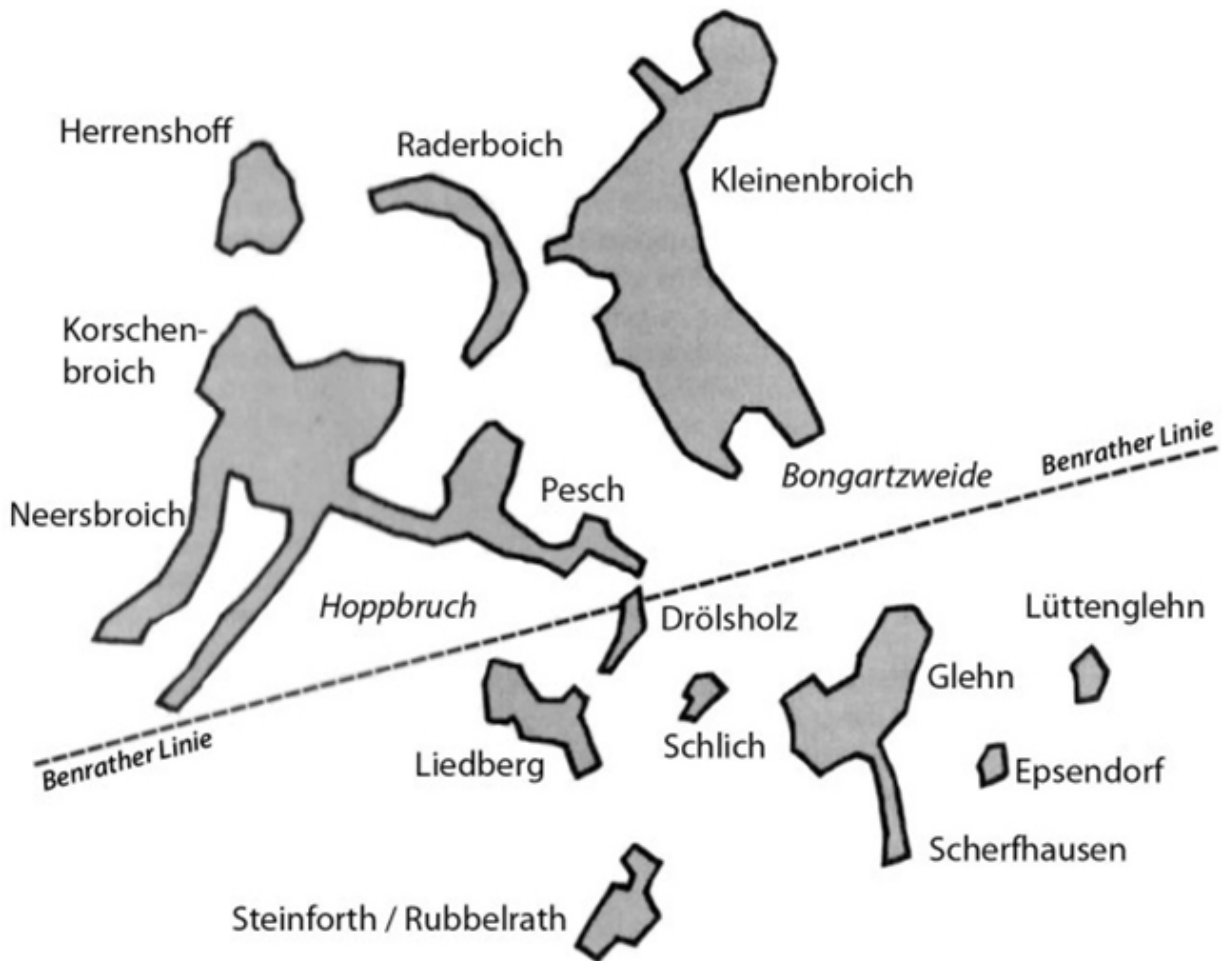 Herrenshoff
Raderboich
Kleinenbroich
Korschen-
broich
Neersbroich
Pesch
Bongartzweide
Benrather Linie
Hoppbruch
Drölsholz
Lüttenglehn
Glehn
Benrather Linie
Liedberg
Schlich
Epsendorf
Scherfhausen
Steinforth / Rubbelrath